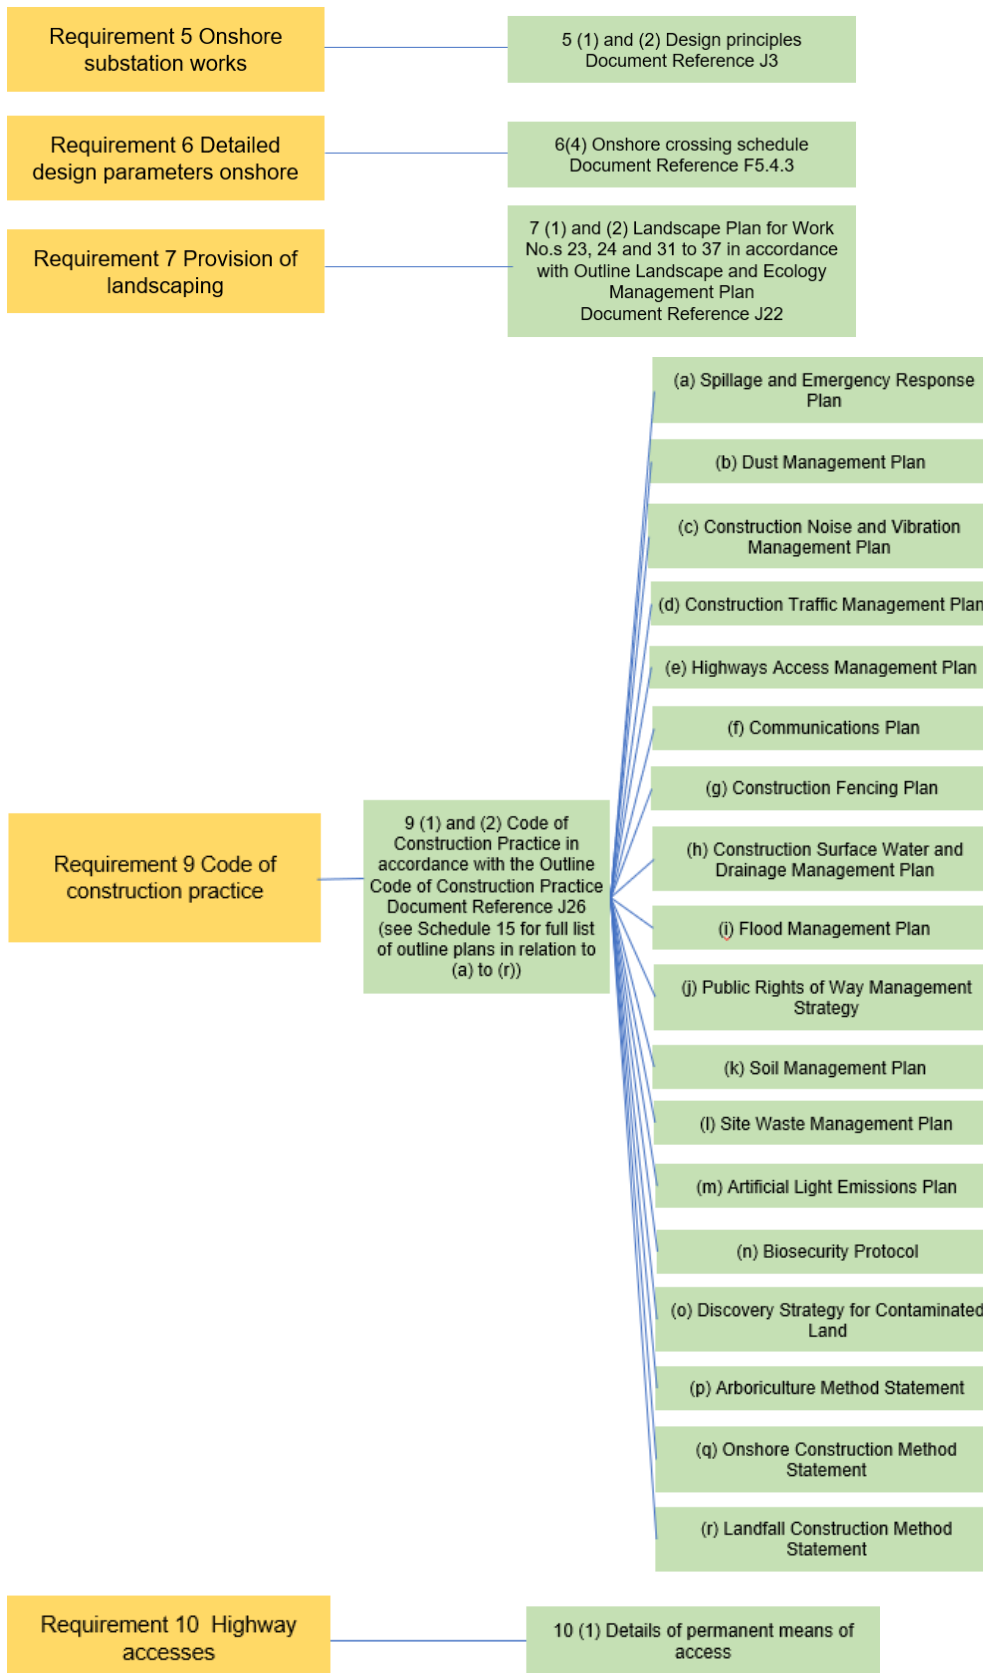 Requirement 5 Onshore
substation works
5 (1) and (2) Design principles
Document Reference J3
Requirement 6 Detailed
design parameters onshore
6(4) Onshore crossing schedule
Document Reference F5.4.3
Requirement 7 Provision of
landscaping
7 (1) and (2) Landscape Plan for Work
No.s 23, 24 and 31 to 37 in accordance
with Outline Landscape and Ecology
Management Plan
Document Reference J22
Requirement 9 Code of
construction practice
9 (1) and (2) Code of
Construction Practice in
accordance with the Outline
Code of Construction Practice
Document Reference J26
(see Schedule 15 for full list
of outline plans in relation to
(a) to (r))
(a) Spillage and Emergency Response
Plan
(b) Dust Management Plan
(c) Construction Noise and Vibration
Management Plan
(d) Construction Traffic Management Plan
(e) Highways Access Management Plan
(f) Communications Plan
(g) Construction Fencing Plan
(h) Construction Surface Water and
Drainage Management Plan
(i) Flood Management Plan
(j) Public Rights of Way Management
Strategy
(k) Soil Management Plan
(l) Site Waste Management Plan
(m) Artificial Light Emissions Plan
(n) Biosecurity Protocol
(o) Discovery Strategy for Contaminated
Land
(p) Arboriculture Method Statement
(q) Onshore Construction Method
Statement
(r) Landfall Construction Method
Statement
Requirement 10  Highway
accesses
10 (1) Details of permanent means of
access